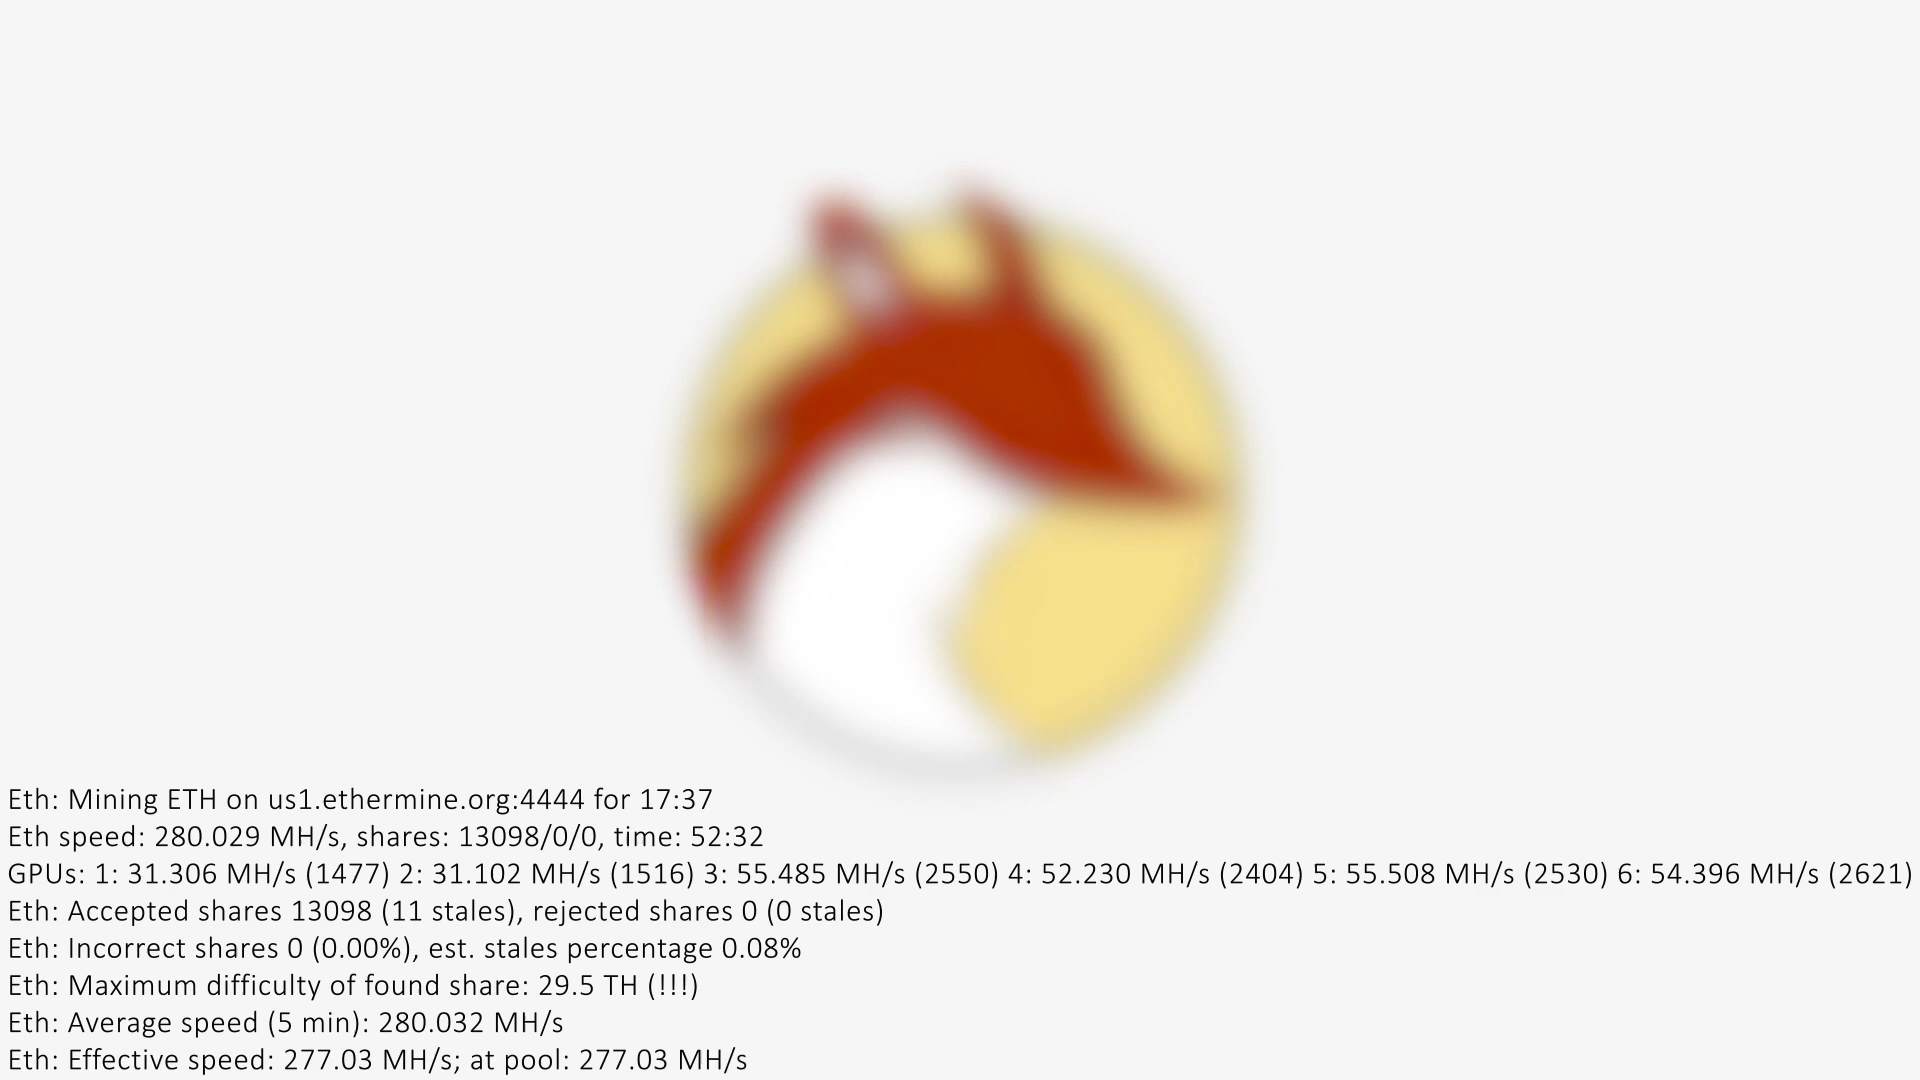 Eth: Mining ETH on us1.ethermine.org:4444 for 17:37
Eth speed: 280.029 MH/s, shares: 13098/0/0, time: 52:32
GPUs: 1: 31.306 MH/s (1477) 2: 31.102 MH/s (1516) 3: 55.485 MH/s (2550) 4: 52.230 MH/s (2404) 5: 55.508 MH/s (2530) 6: 54.396 MH/s (2621)
Eth: Accepted shares 13098 (11 stales), rejected shares 0 (0 stales)
Eth: Incorrect shares 0 (0.00%), est. stales percentage 0.08%
Eth: Maximum difficulty of found share: 29.5 TH (!!!)
Eth: Average speed (5 min): 280.032 MH/s
Eth: Effective speed: 277.03 MH/s; at pool: 277.03 MH/s